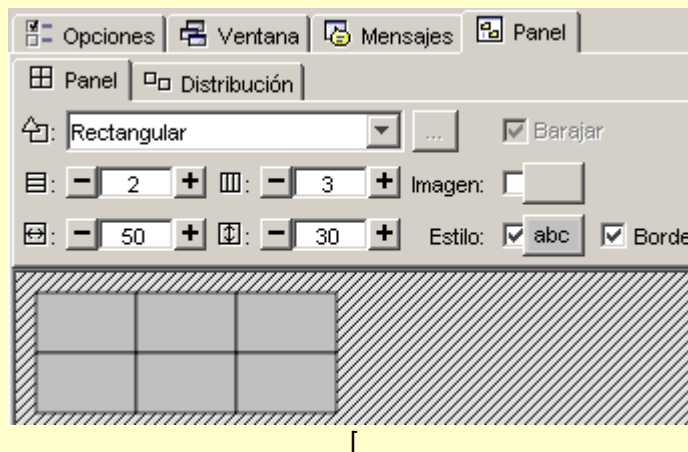 Opciones Ventana Mensajes Panel
Panel Distribución
Rectangular ... Barajar
2 3 Imagen:
50 30 Estilo: abc Borde
[